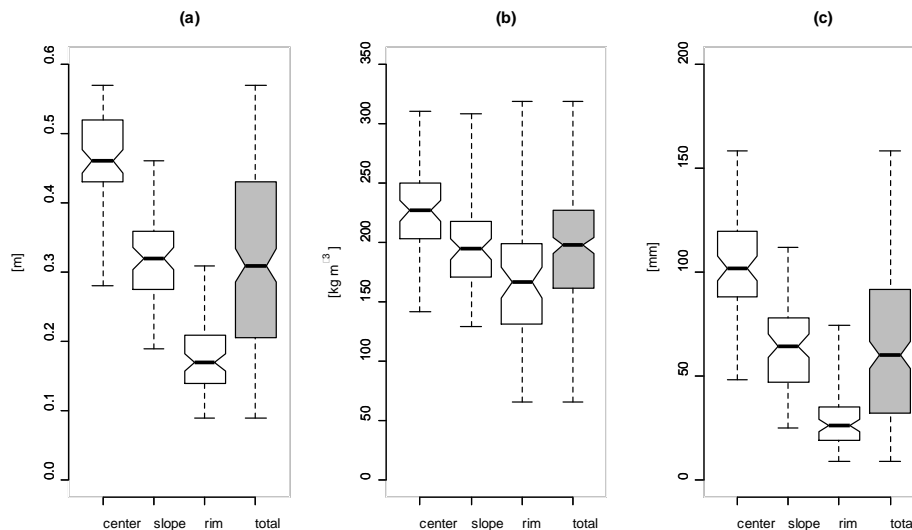 (a)
[m]
0.0 0.1 0.2 0.3 0.4 0.5 0.6
center slope rim total
(b)
[kg m⁻³]
0 50 100 150 200 250 300 350
center slope rim total
(c)
[mm]
0 50 100 150 200
center slope rim total